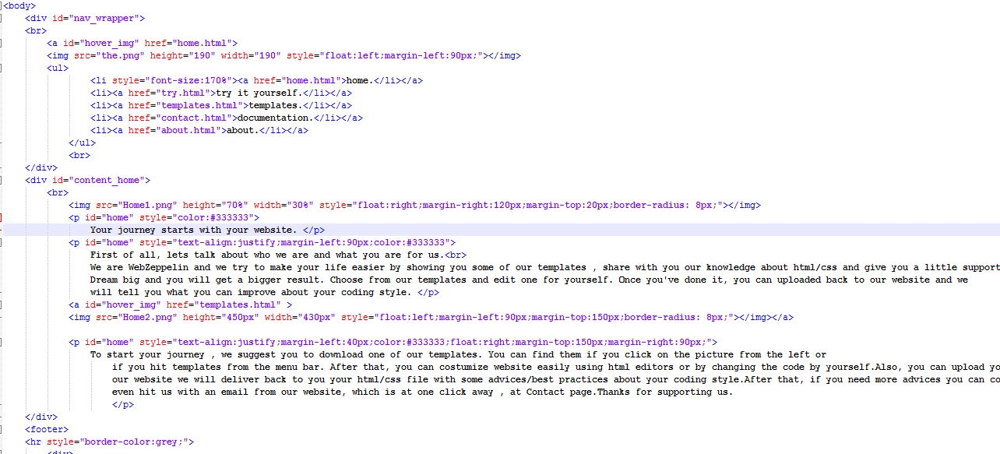 <body>
<div id="nav_wrapper">
<br>
<a id="hover_img" href="home.html">
<img src="the.png" height="190" width="190" style="float:left;margin-left:90px;"></img>
<ul>
<li style="font-size:170%"><a href="home.html">home.</li></a>
<li><a href="try.html">try it yourself.</li></a>
<li><a href="templates.html">templates.</li></a>
<li><a href="contact.html">documentation.</li></a>
<li><a href="about.html">about.</li></a>
</ul>
<br>
</div>
<div id="content_home">
<br>
<img src="Home1.png" height="70%" width="30%" style="float:right;margin-right:120px;margin-top:20px;border-radius: 8px;"></img>
<p id="home" style="color:#333333">
Your journey starts with your website. </p>
<p id="home" style="text-align:justify;margin-left:90px;color:#333333">
First of all, lets talk about who we are and what you are for us.<br>
We are WebZeppelin and we try to make your life easier by showing you some of our templates , share with you our knowledge about html/css and give you a little support
Dream big and you will get a bigger result. Choose from our templates and edit one for yourself. Once you've done it, you can uploaded back to our website and we
will tell you what you can improve about your coding style. </p>
<a id="hover_img" href="templates.html" >
<img src="Home2.png" height="450px" width="430px" style="float:left;margin-left:90px;margin-top:150px;border-radius: 8px;"></img></a>
<p id="home" style="text-align:justify;margin-left:40px;color:#333333;float:right;margin-top:150px;margin-right:90px;">
To start your journey , we suggest you to download one of our templates. You can find them if you click on the picture from the left or
if you hit templates from the menu bar. After that, you can costumize website easily using html editors or by changing the code by yourself.Also, you can upload
our website we will deliver back to you your html/css file with some advices/best practices about your coding style.After that, if you need more advices you can
even hit us with an email from our website, which is at one click away , at Contact page.Thanks for supporting us.
</p>
</div>
<footer>
<hr style="border-color:grey;">
<div>